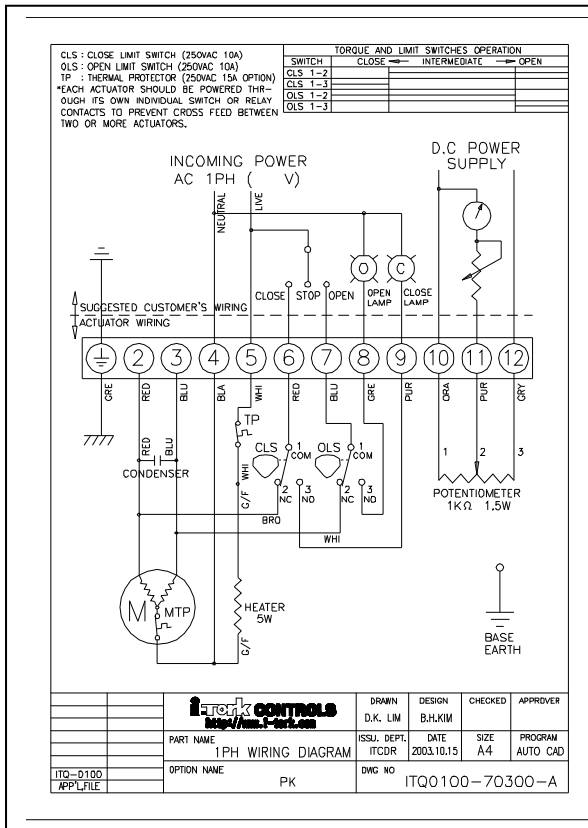 CLS : CLOSE LIMIT SWITCH (250VAC 10A)
OLS : OPEN LIMIT SWITCH (250VAC 10A)
TP : THERMAL PROTECTOR (250VAC 15A OPTION)
*EACH ACTUATOR SHOULD BE POWERED THR-
OUGH ITS OWN INDIVIDUAL SWITCH OR RELAY
CONTACTS TO PREVENT CROSS FEED BETWEEN
TWO OR MORE ACTUATORS.
TORQUE AND LIMIT SWITCHES OPERATION
SWITCH CLOSE INTERMEDIATE OPEN
CLS 1-2
CLS 1-3
OLS 1-2
OLS 1-3
INCOMING POWER
AC 1PH ( V)
D.C POWER
SUPPLY
NEUTRAL
LIVE
O
C
CLOSE STOP OPEN
OPEN
LAMP
CLOSE
LAMP
SUGGESTED CUSTOMER'S WIRING
ACTUATOR WIRING
2 3 4 5 6 7 8 9 10 11 12
GRE RED BLU BLA WHI RED BLU GRE PUR ORA PUR GRY
RED
BLU
CONDENSER
TP
WHI
G/F
CLS
1
COM
2
NC
3
NO
OLS
1
COM
2
NC
3
NO
BRO
WHI
1 2 3
POTENTIOMETER
1KΩ 1.5W
M
MTP
HEATER
5W
G/F
BASE
EARTH
i-Tork CONTROLS
http://www.i-tork.com
DRAWN DESIGN CHECKED APPROVER
D.K. LIM B.H.KIM
PART NAME
1PH WIRING DIAGRAM
ISSU. DEPT. DATE SIZE PROGRAM
ITCDR 2003.10.15 A4 AUTO CAD
OPTION NAME
PK
DWG NO
ITQ0100-70300-A
ITQ-0100
APP'L,FILE